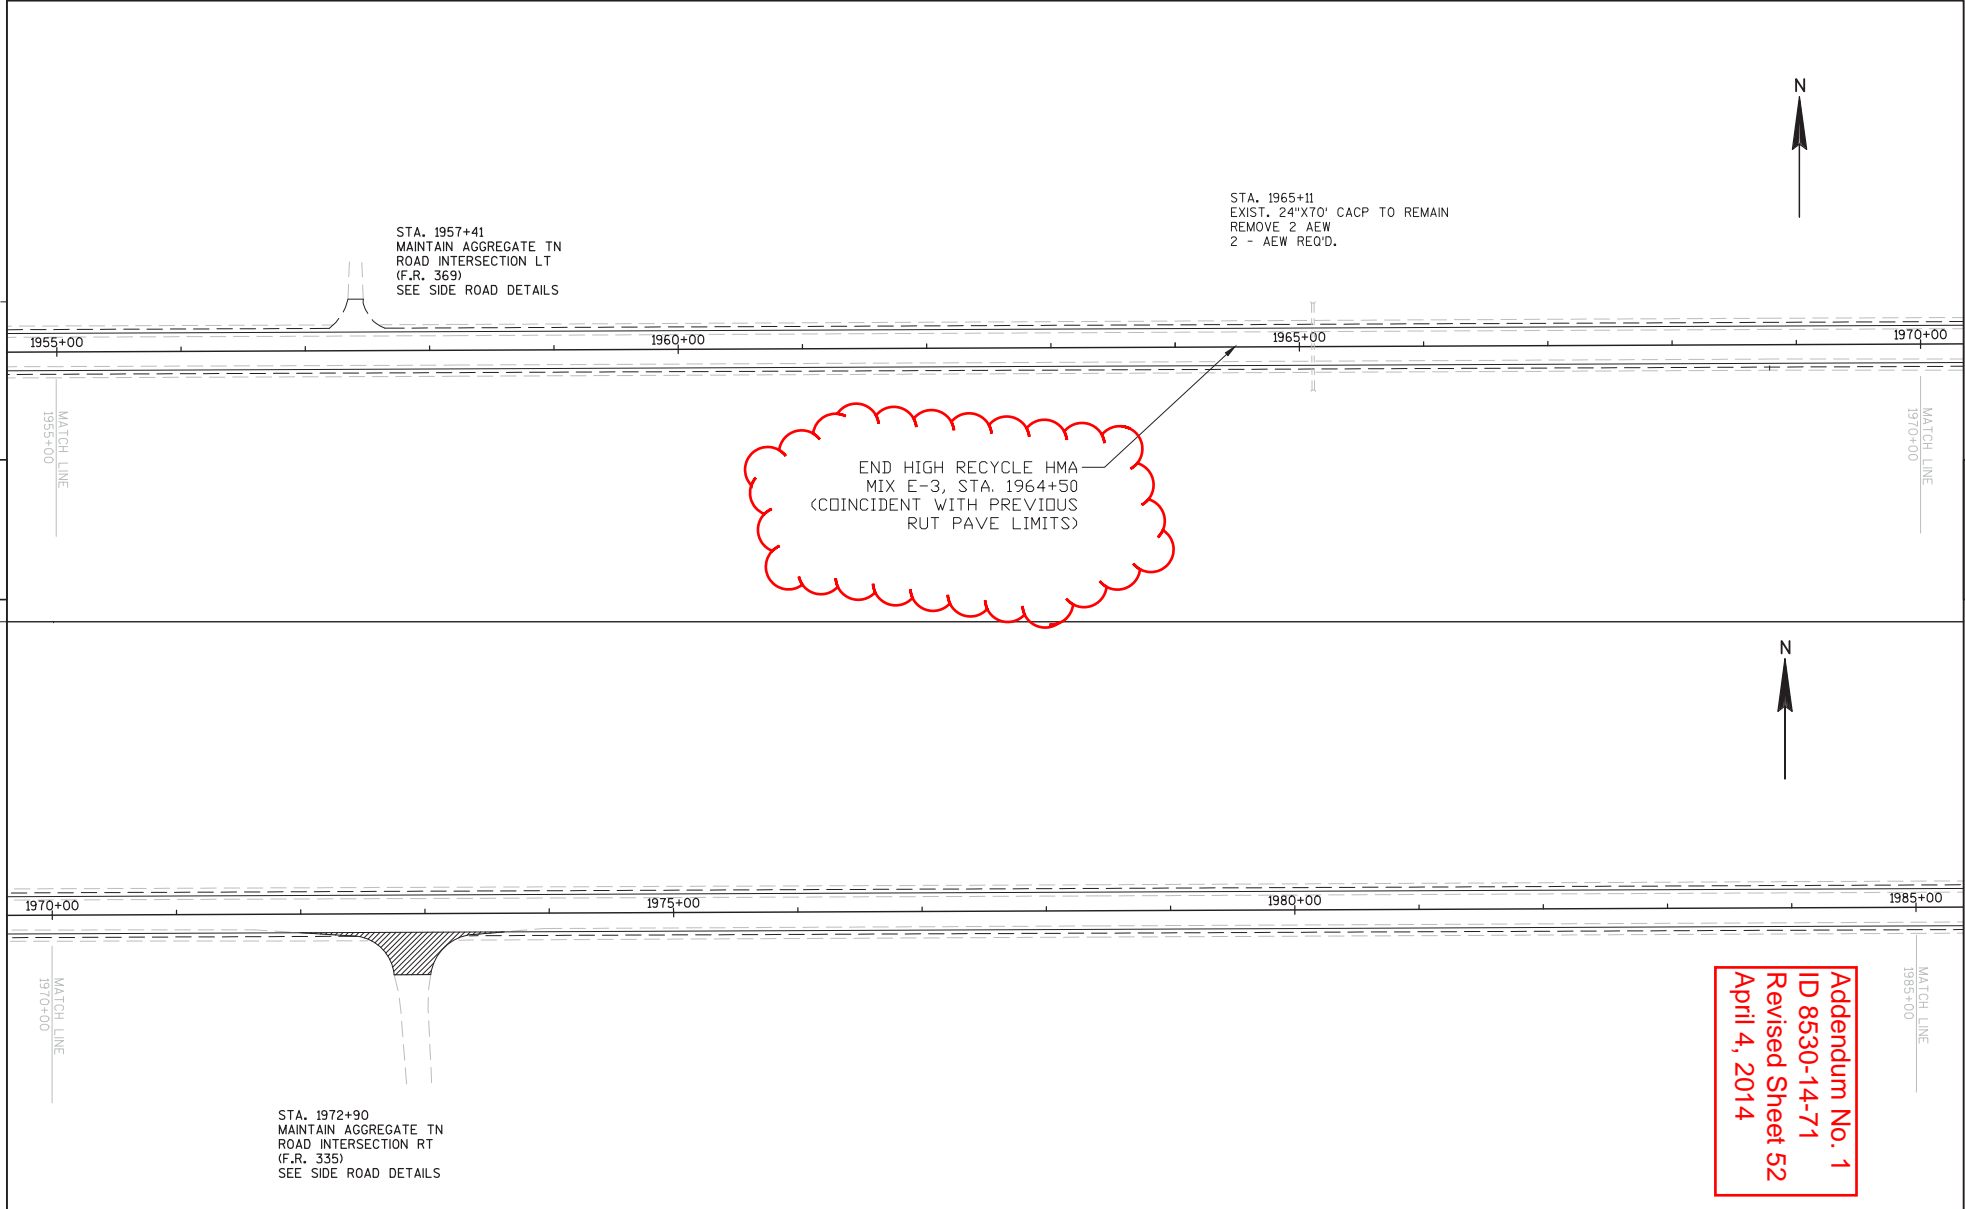 N
STA. 1965+11
EXIST. 24"X70' CACP TO REMAIN
REMOVE 2 AEW
2 - AEW REQ'D.
STA. 1957+41
MAINTAIN AGGREGATE TN
ROAD INTERSECTION LT
(F.R. 369)
SEE SIDE ROAD DETAILS
1955+00
1960+00
1965+00
1970+00
MATCH LINE
1955+00
MATCH LINE
1970+00
END HIGH RECYCLE HMA
MIX E-3, STA. 1964+50
(COINCIDENT WITH PREVIOUS
RUT PAVE LIMITS)
N
1970+00
1975+00
1980+00
1985+00
MATCH LINE
1970+00
MATCH LINE
1985+00
Addendum No. 1
ID 8530-14-71
Revised Sheet 52
April 4, 2014
STA. 1972+90
MAINTAIN AGGREGATE TN
ROAD INTERSECTION RT
(F.R. 335)
SEE SIDE ROAD DETAILS